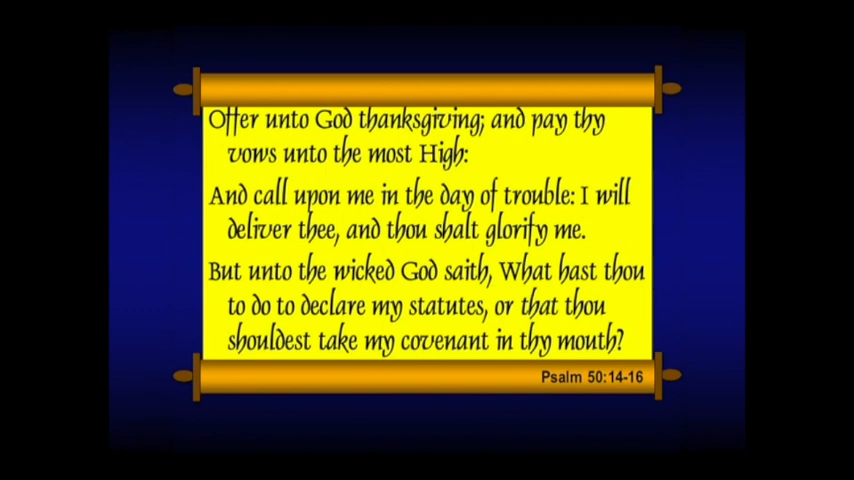 Offer unto God thanksgiving; and pay thy
vows unto the most High:
And call upon me in the day of trouble: I will
deliver thee, and thou shalt glorify me.
But unto the wicked God saith, What hast thou
to do to declare my statutes, or that thou
shouldest take my covenant in thy mouth?
Psalm 50:14-16